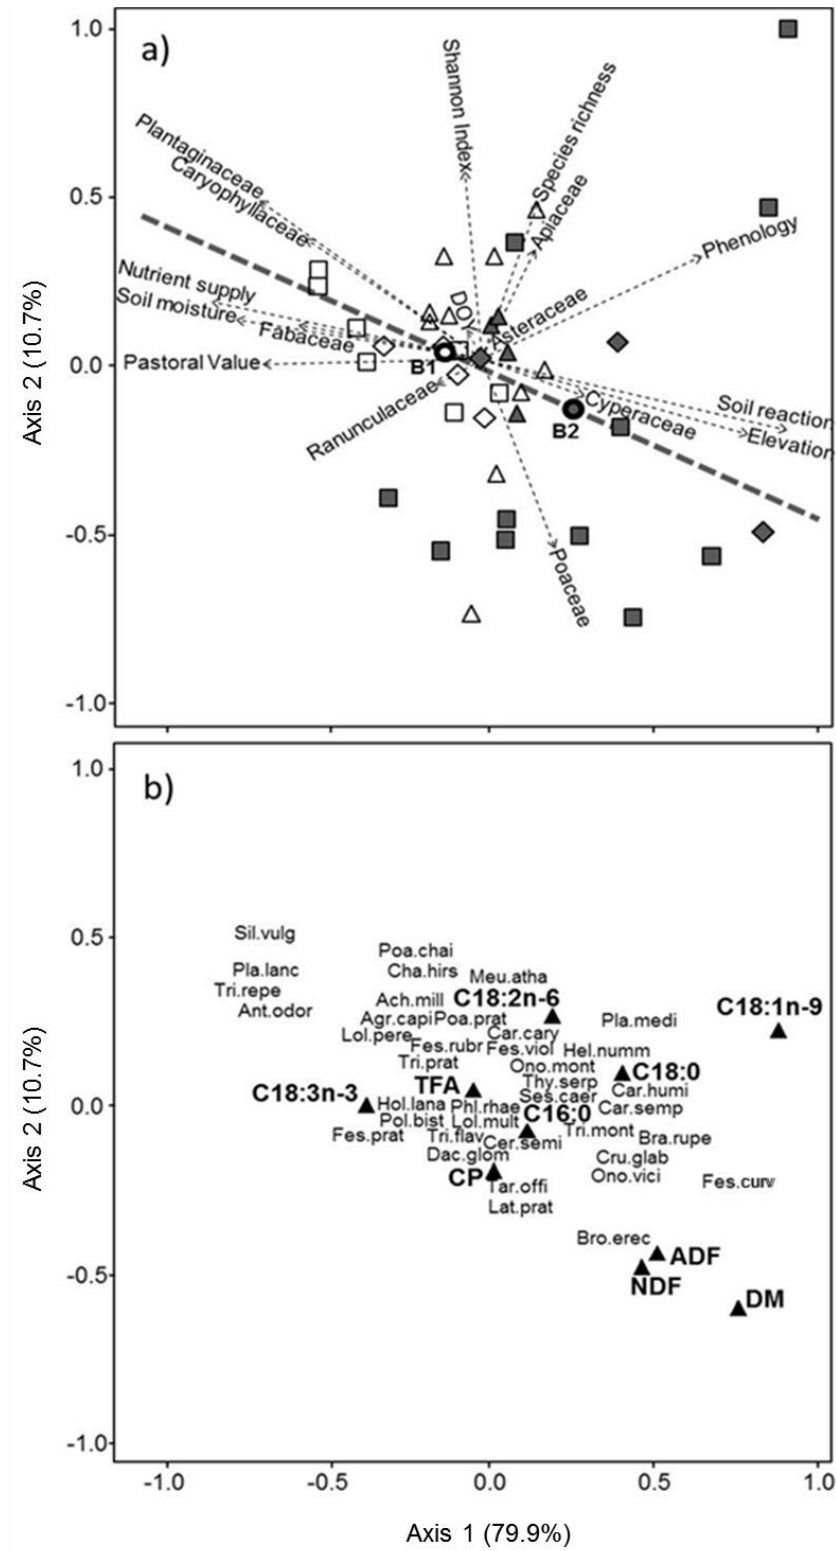 a)
1.0
0.5
0.0
-0.5
-1.0
Axis 2 (10.7%)
Shannon Index
Species richness
Apiaceae
Plantaginaceae
Caryophyllaceae
Phenology
Nutrient supply
Soil moisture
Fabaceae
DOY
Asteraceae
Pastoral Value
B1
Ranunculaceae
B2
Cyperaceae
Soil reaction
Elevation
Poaceae
b)
1.0
0.5
0.0
-0.5
-1.0
Axis 2 (10.7%)
Sil.vulg
Poa.chai
Pla.lanc
Cha.hirs
Meu.atha
Tri.repe
Ach.mill
C18:2n-6
C18:1n-9
Ant.odor
Agr.capi
Poa.prat
Pla.medi
Lol.pere
Car.cary
Fes.rubr
Fes.viol
Hel.numm
Tri.prat
Ono.mont
C18:0
TFA
Thy.serp
C18:3n-3
Ses.caer
Car.humi
Hol.lana
Phl.rhae
C16:0
Car.semp
Pol.bist
Lol.mult
Fes.prat
Tri.flav
Cer.semi
Tri.mont
Bra.rupe
Dac.glom
Cru.glab
CP
Tar.offi
Ono.vici
Fes.curv
Lat.prat
Bro.erec
ADF
NDF
DM
-1.0
-0.5
0.0
0.5
1.0
Axis 1 (79.9%)